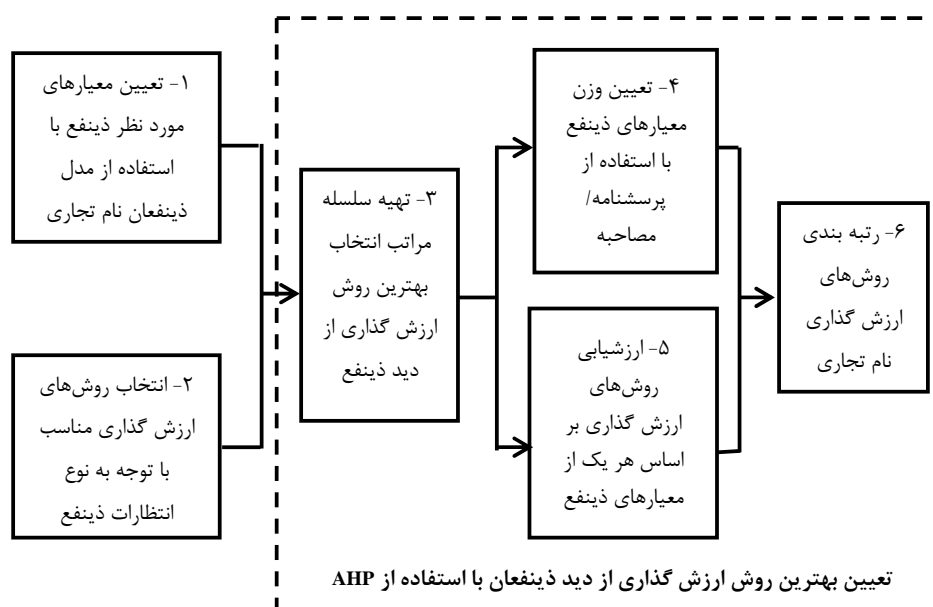 ۱- تعیین معیارهای
مورد نظر ذینفع با
استفاده از مدل
ذینفعان نام تجاری
۲- انتخاب روش‌های
ارزش گذاری مناسب
با توجه به نوع
انتظارات ذینفع
۳- تهیه سلسله
مراتب انتخاب
بهترین روش
ارزش گذاری از
دید ذینفع
۴- تعیین وزن
معیارهای ذینفع
با استفاده از
پرسشنامه/
مصاحبه
۵- ارزشیابی
روش‌های
ارزش گذاری بر
اساس هر یک از
معیارهای ذینفع
۶- رتبه بندی
روش‌های
ارزش گذاری
نام تجاری
تعیین بهترین روش ارزش گذاری از دید ذینفعان با استفاده از AHP